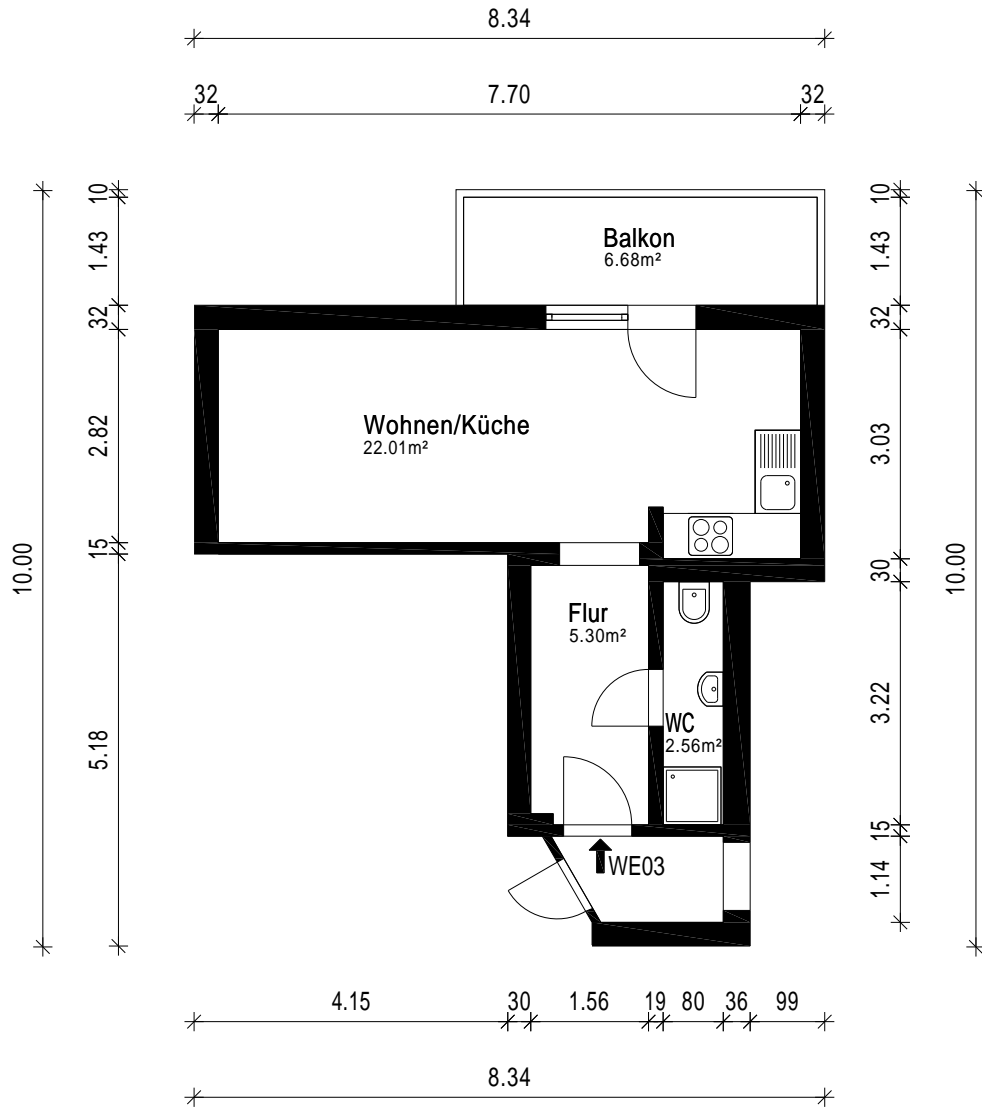 8.34
32 7.70 32
10
1.43
32
2.82
15
5.18
10.00
Balkon
6.68m²
Wohnen/Küche
22.01m²
Flur
5.30m²
WC
2.56m²
WE03
10
1.43
32
3.03
30
3.22
15
1.14
10.00
4.15 30 1.56 19 80 36 99
8.34